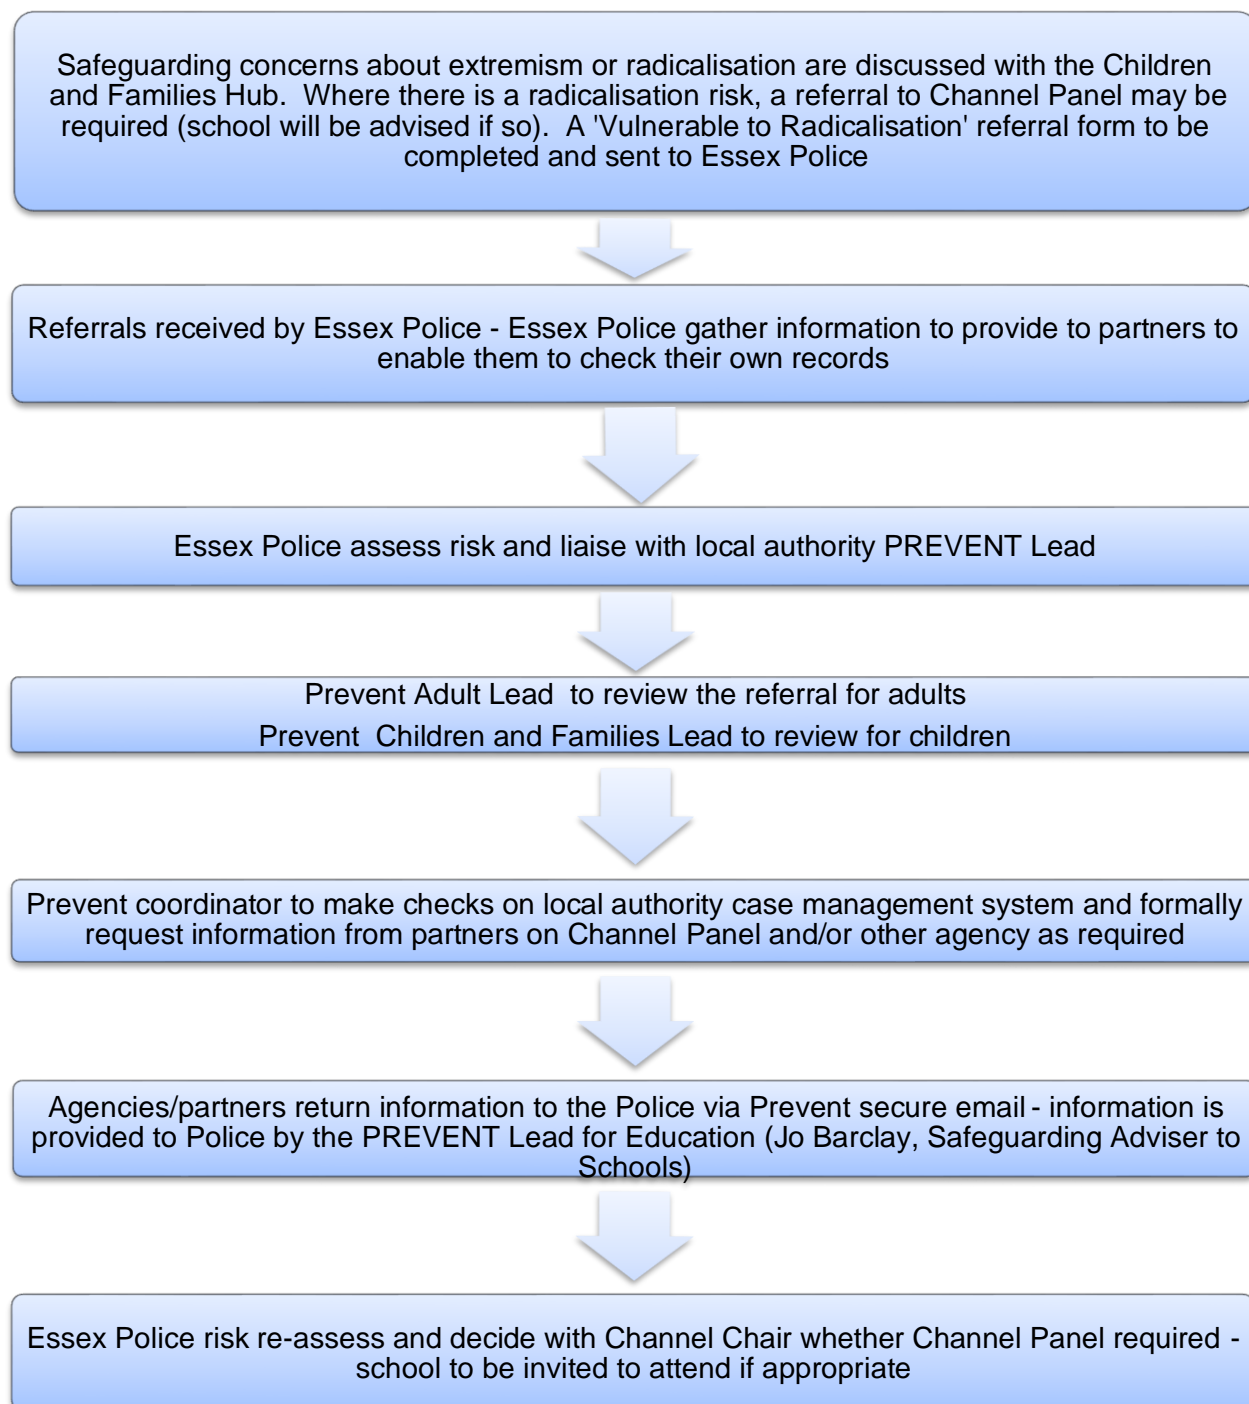 Safeguarding concerns about extremism or radicalisation are discussed with the Children
and Families Hub.  Where there is a radicalisation risk, a referral to Channel Panel may be
required (school will be advised if so).  A 'Vulnerable to Radicalisation' referral form to be
completed and sent to Essex Police
Referrals received by Essex Police - Essex Police gather information to provide to partners to
enable them to check their own records
Essex Police assess risk and liaise with local authority PREVENT Lead
Prevent Adult Lead  to review the referral for adults
Prevent  Children and Families Lead to review for children
Prevent coordinator to make checks on local authority case management system and formally
request information from partners on Channel Panel and/or other agency as required
Agencies/partners return information to the Police via Prevent secure email - information is
provided to Police by the PREVENT Lead for Education (Jo Barclay, Safeguarding Adviser to
Schools)
Essex Police risk re-assess and decide with Channel Chair whether Channel Panel required -
school to be invited to attend if appropriate